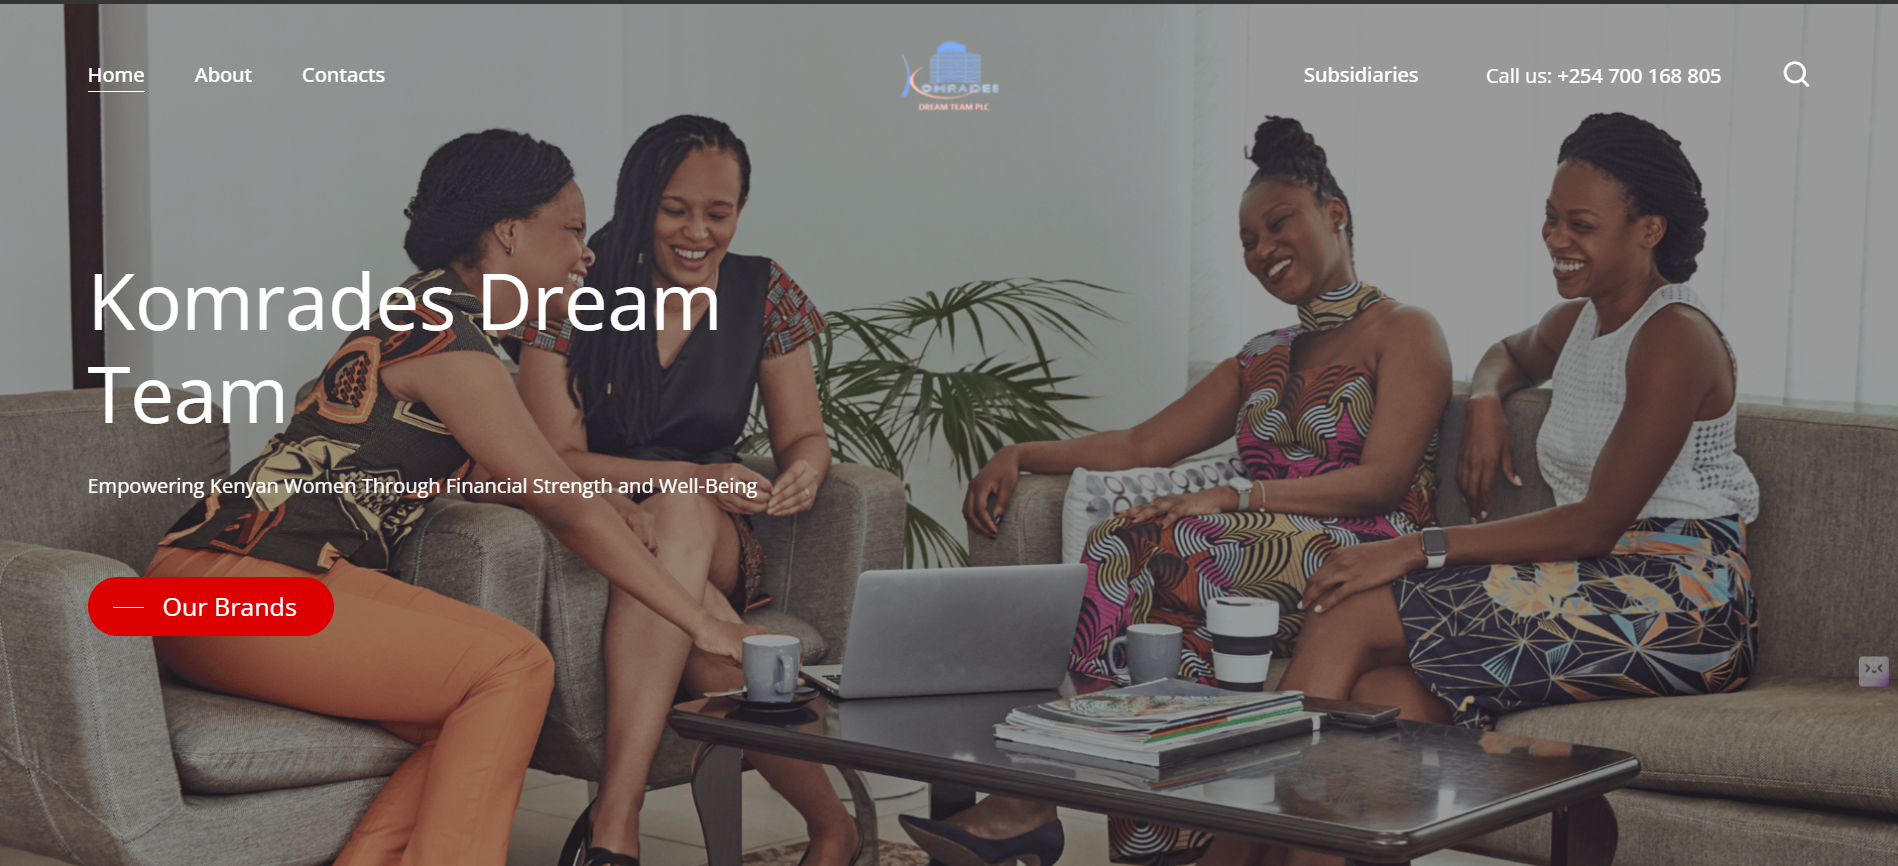 Home
About
Contacts
KOMRADES
DREAM TEAM PLC
Subsidiaries
Call us: +254 700 168 805
Komrades Dream
Team
Empowering Kenyan Women Through Financial Strength and Well-Being
Our Brands